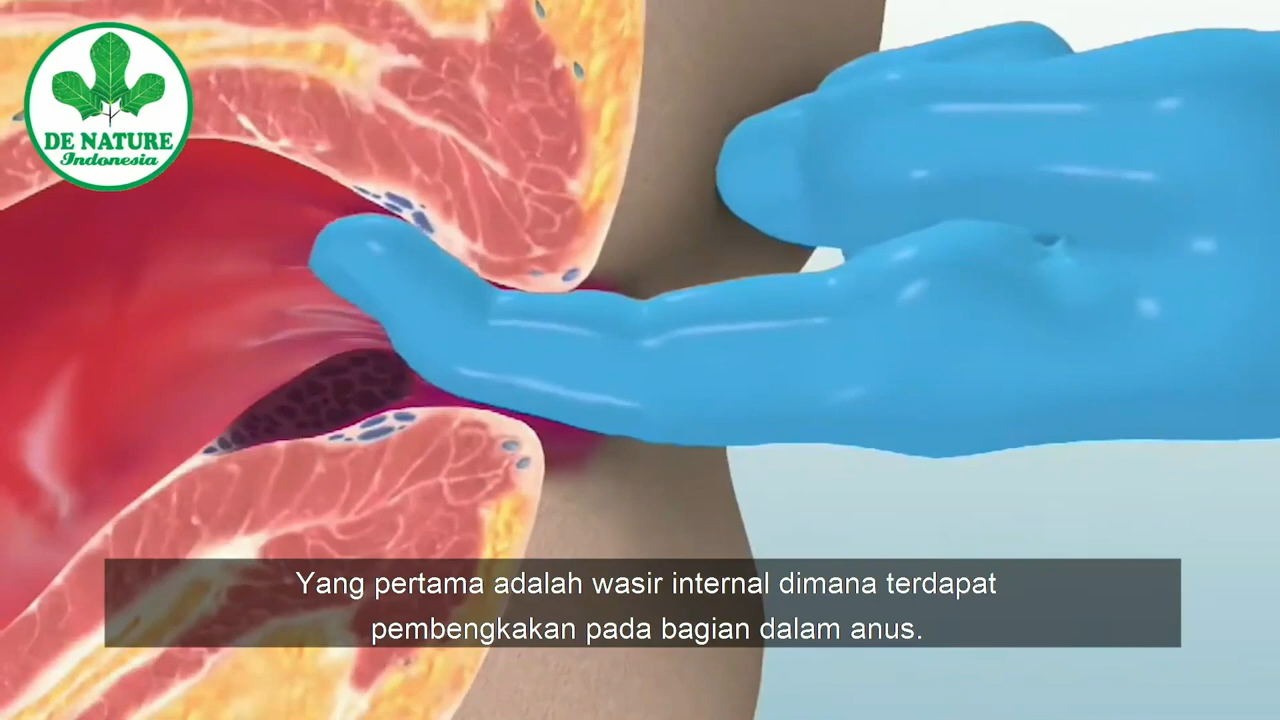 DE NATURE
Indonesia
Yang pertama adalah wasir internal dimana terdapat
pembengkakan pada bagian dalam anus.